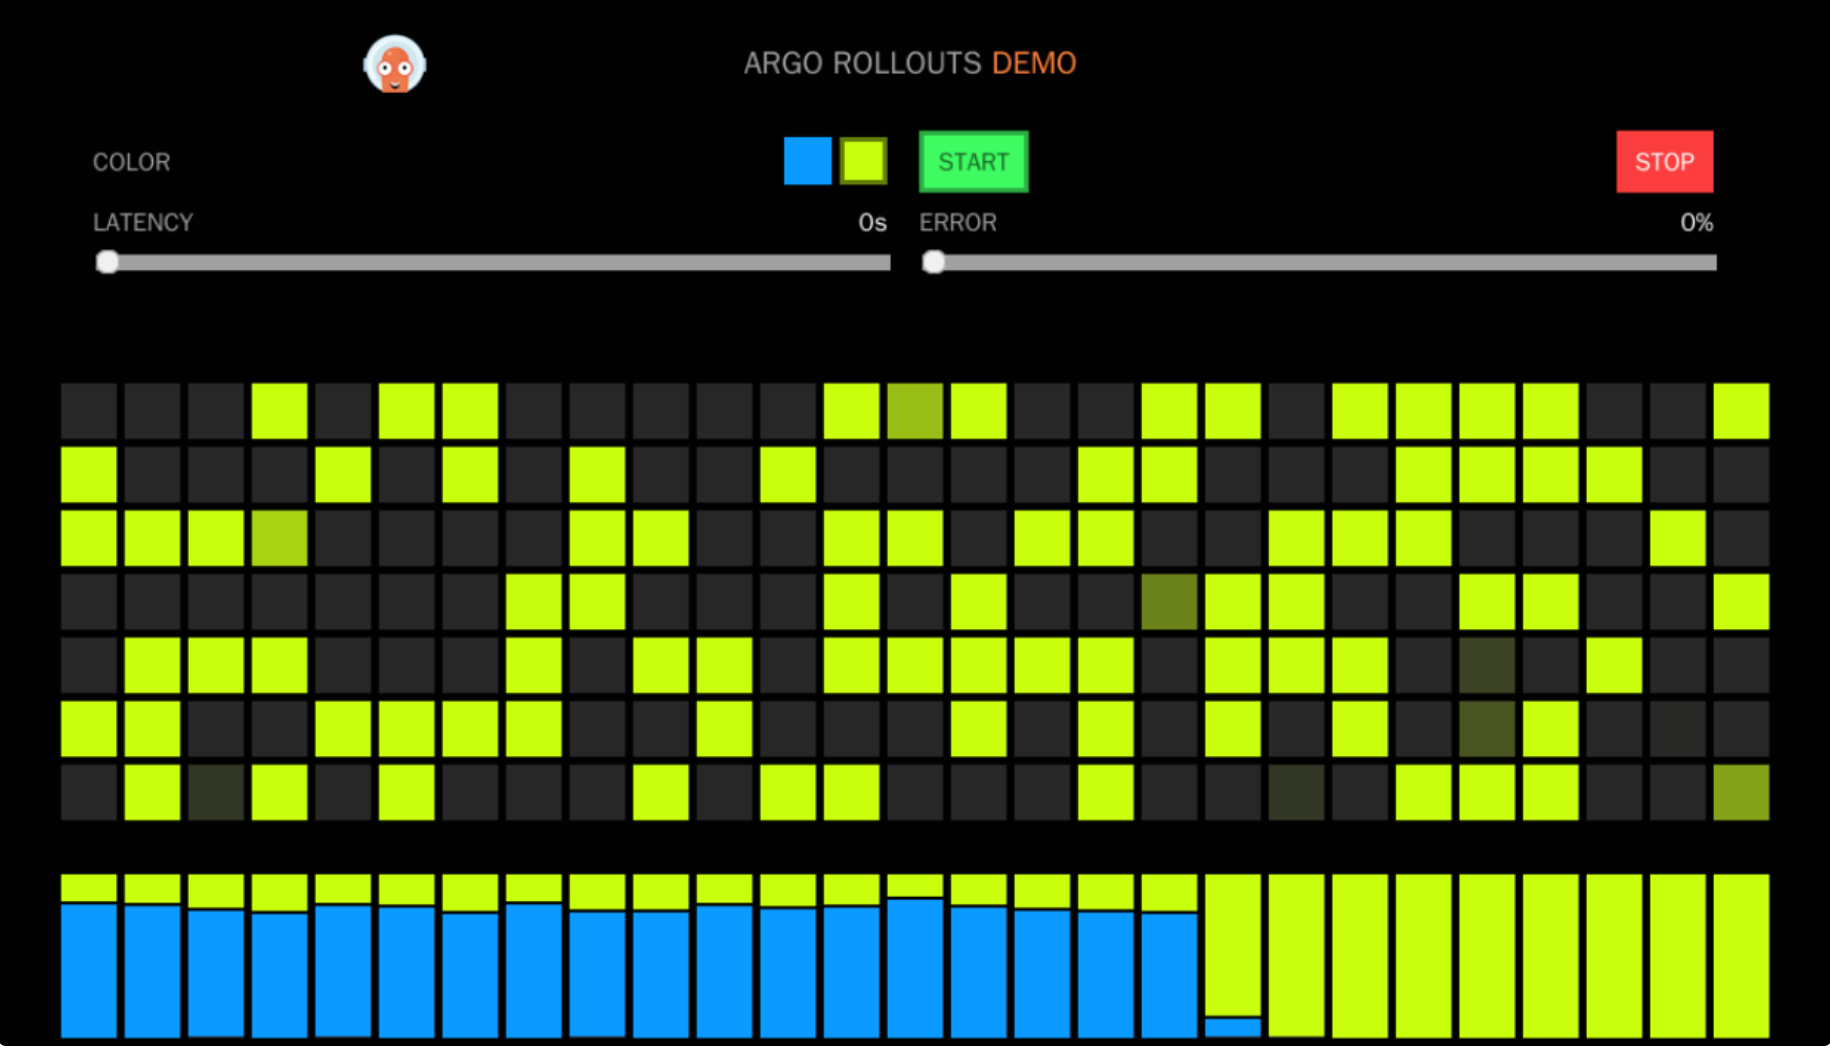 ARGO ROLLOUTS DEMO
COLOR
START
STOP
LATENCY
0s
ERROR
0%